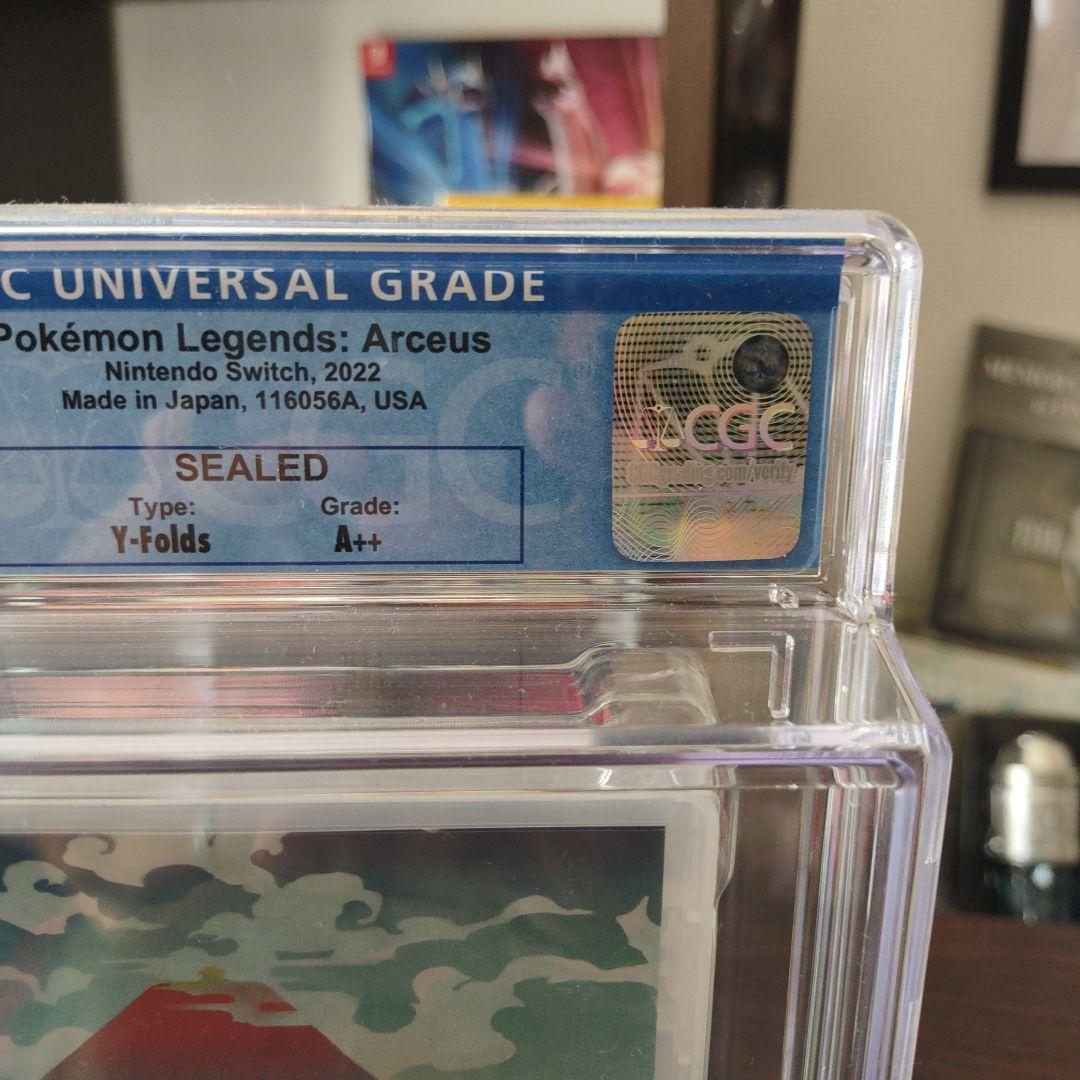 C UNIVERSAL GRADE
Pokémon Legends: Arceus
Nintendo Switch, 2022
Made in Japan, 116056A, USA
SEALED
Type: Grade:
Y-Folds A++
CGC